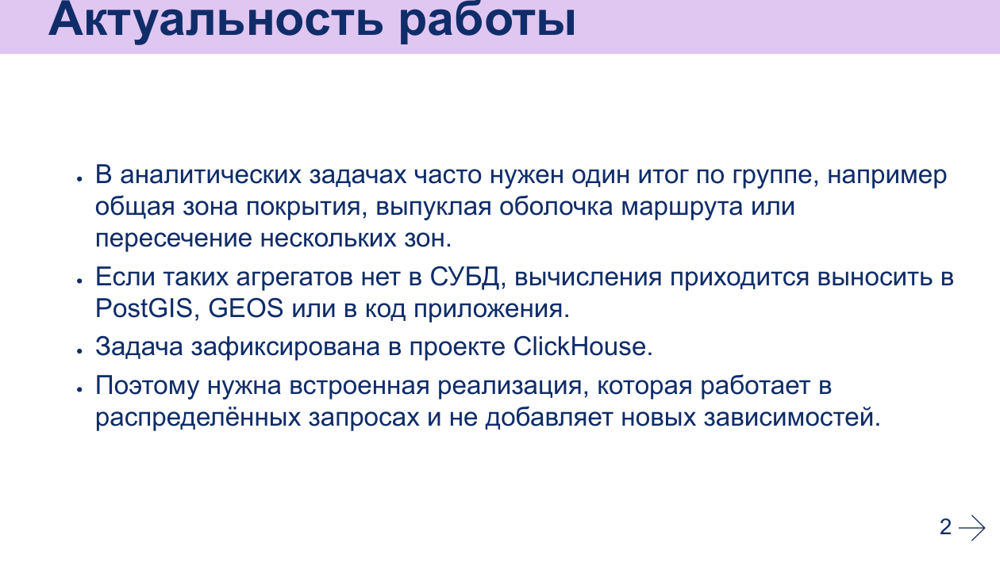 Актуальность работы
• В аналитических задачах часто нужен один итог по группе, например
общая зона покрытия, выпуклая оболочка маршрута или
пересечение нескольких зон.
• Если таких агрегатов нет в СУБД, вычисления приходится выносить в
PostGIS, GEOS или в код приложения.
• Задача зафиксирована в проекте ClickHouse.
• Поэтому нужна встроенная реализация, которая работает в
распределённых запросах и не добавляет новых зависимостей.
2